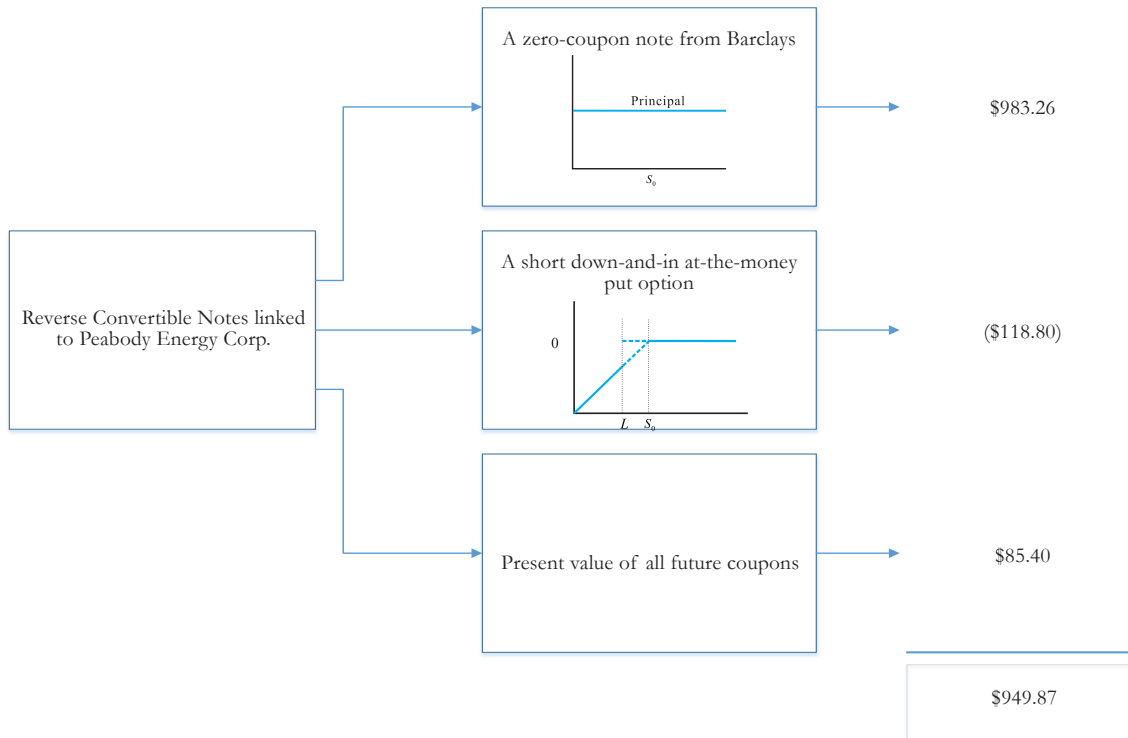 A zero-coupon note from Barclays
Principal
S₀
$983.26
Reverse Convertible Notes linked
to Peabody Energy Corp.
A short down-and-in at-the-money
put option
0
L S₀
($118.80)
Present value of all future coupons
$85.40
$949.87